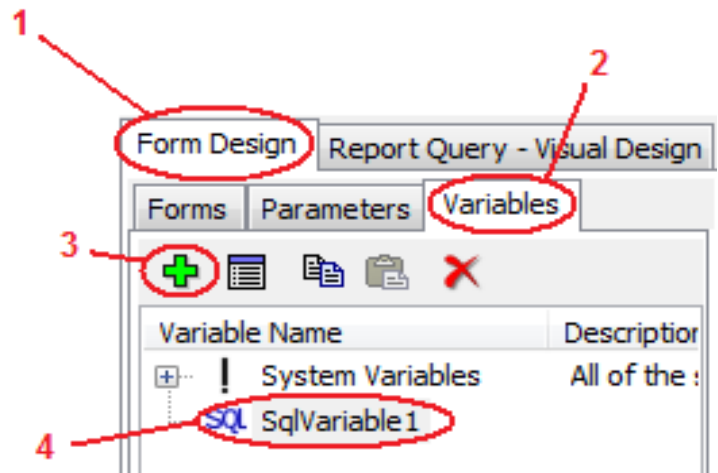 1
2
Form Design Report Query - Visual Design
Forms Parameters Variables
3
Variable Name Description
System Variables All of the
SQL SqlVariable1
4